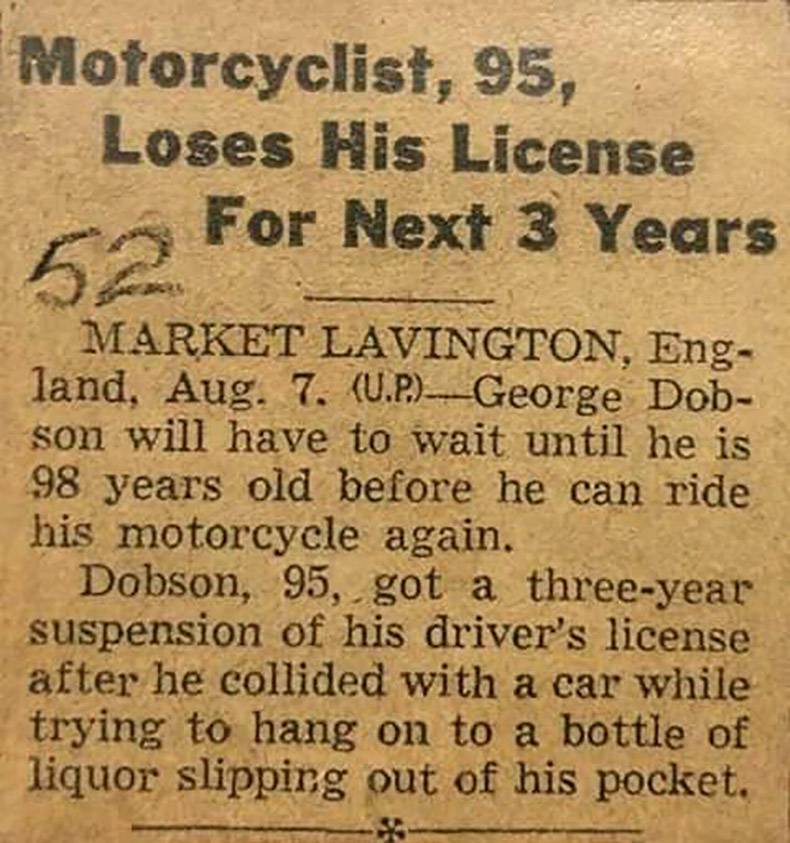 Motorcyclist, 95,
Loses His License
For Next 3 Years
52
MARKET LAVINGTON, Eng-
land, Aug. 7. (U.P.)—George Dob-
son will have to wait until he is
98 years old before he can ride
his motorcycle again.
Dobson, 95, got a three-year
suspension of his driver's license
after he collided with a car while
trying to hang on to a bottle of
liquor slipping out of his pocket.